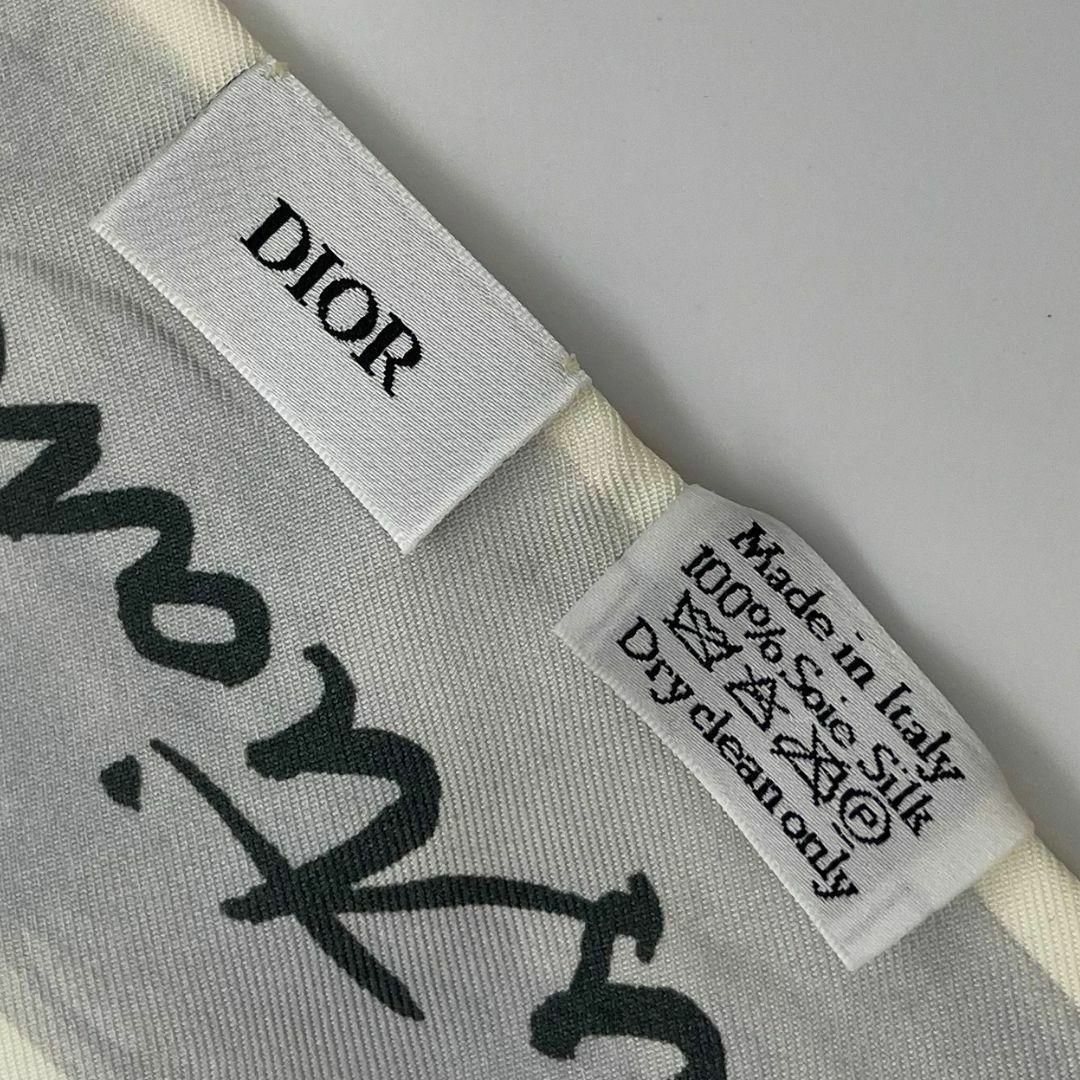 DIOR
Made in Italy
100% Soie Silk
P
Dry clean only